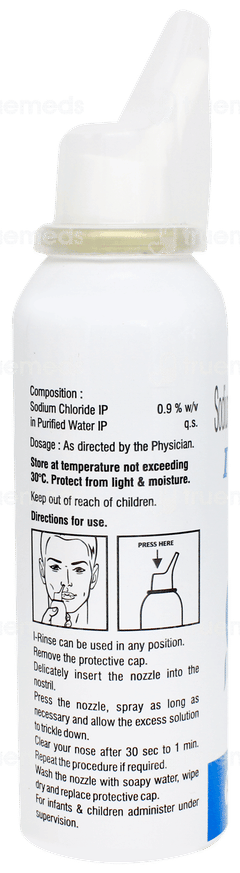 Composition :
Sodium Chloride IP 0.9 % w/v
in Purified Water IP q.s.
Dosage : As directed by the Physician.
Store at temperature not exceeding
30°C. Protect from light & moisture.
Keep out of reach of children.
Directions for use.
PRESS HERE
I-Rinse can be used in any position.
Remove the protective cap.
Delicately insert the nozzle into the
nostril.
Press the nozzle, spray as long as
necessary and allow the excess solution
to trickle down.
Clear your nose after 30 sec to 1 min.
Repeat the procedure if required.
Wash the nozzle with soapy water, wipe
dry and replace protective cap.
For infants & children administer under
supervision.